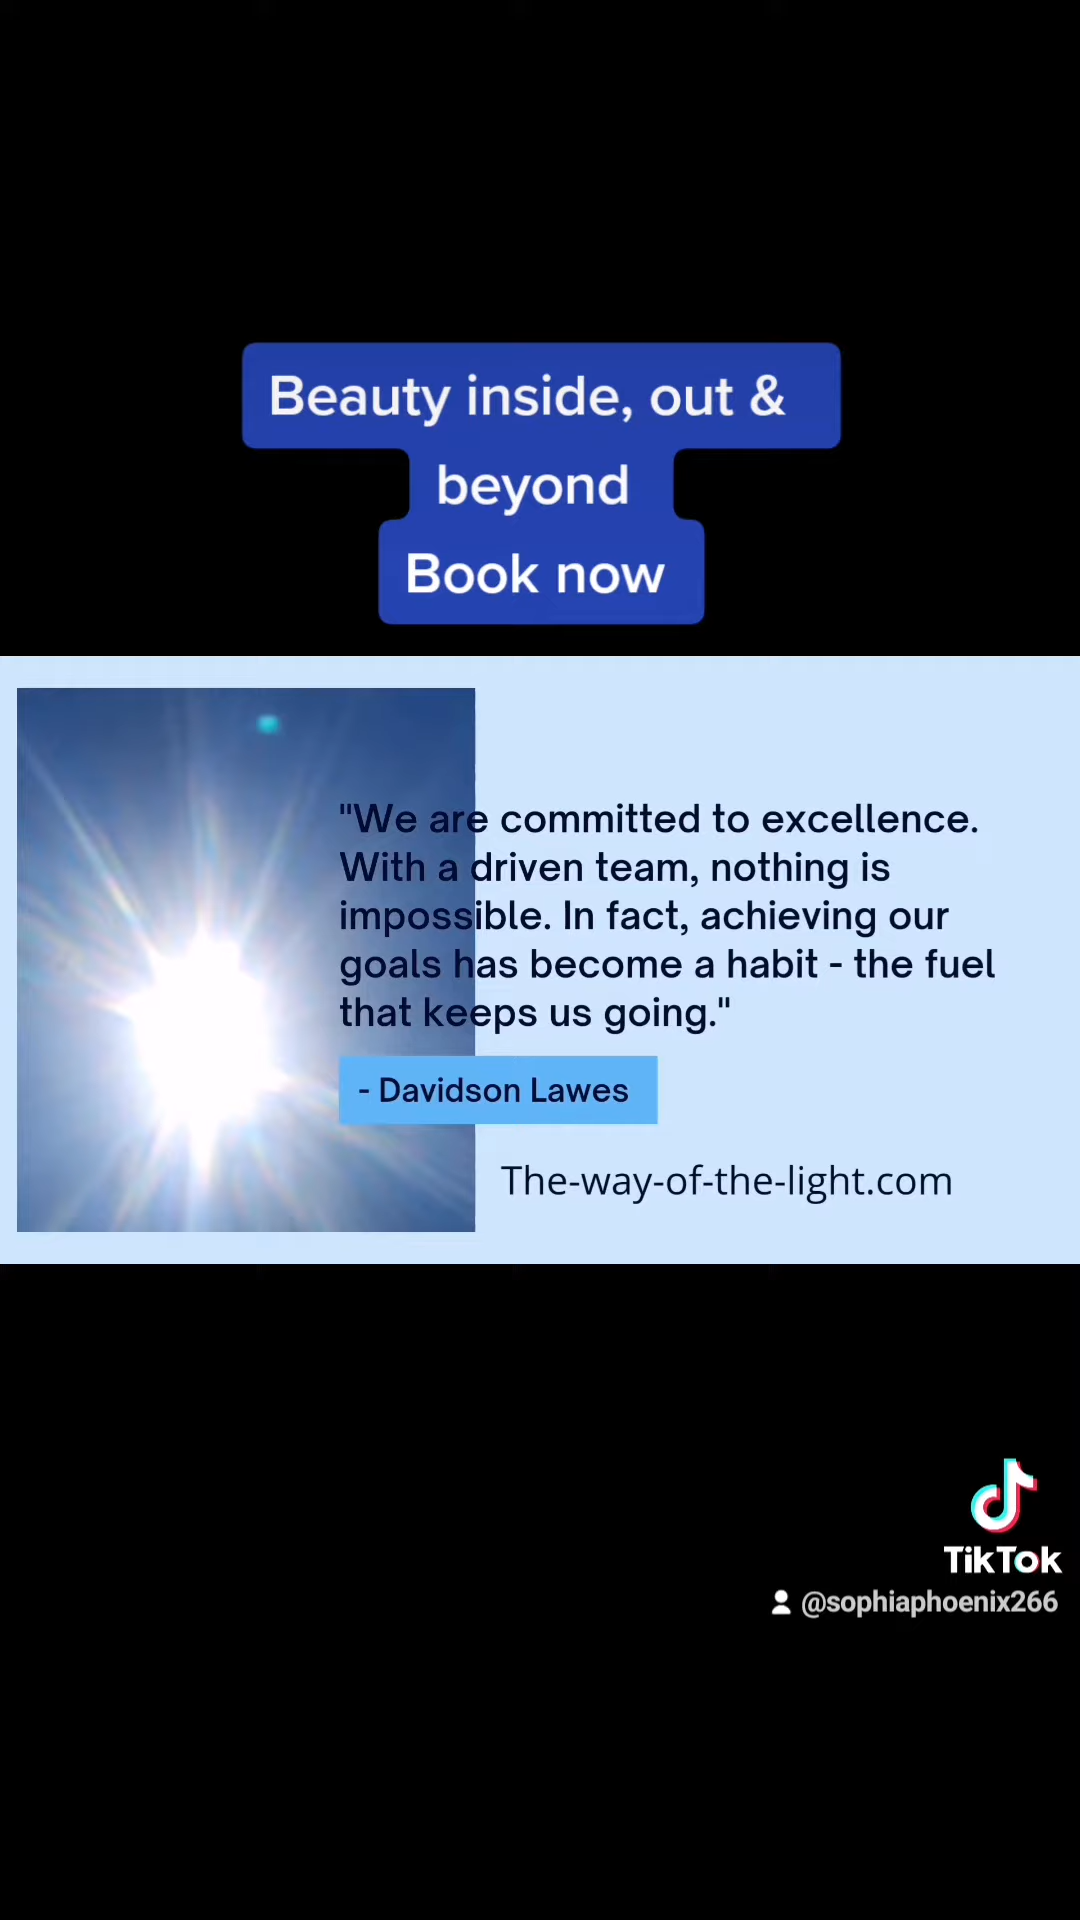 Beauty inside, out &
beyond
Book now
"We are committed to excellence.
With a driven team, nothing is
impossible. In fact, achieving our
goals has become a habit - the fuel
that keeps us going."
- Davidson Lawes
The-way-of-the-light.com
TikTok
@sophiaphoenix266